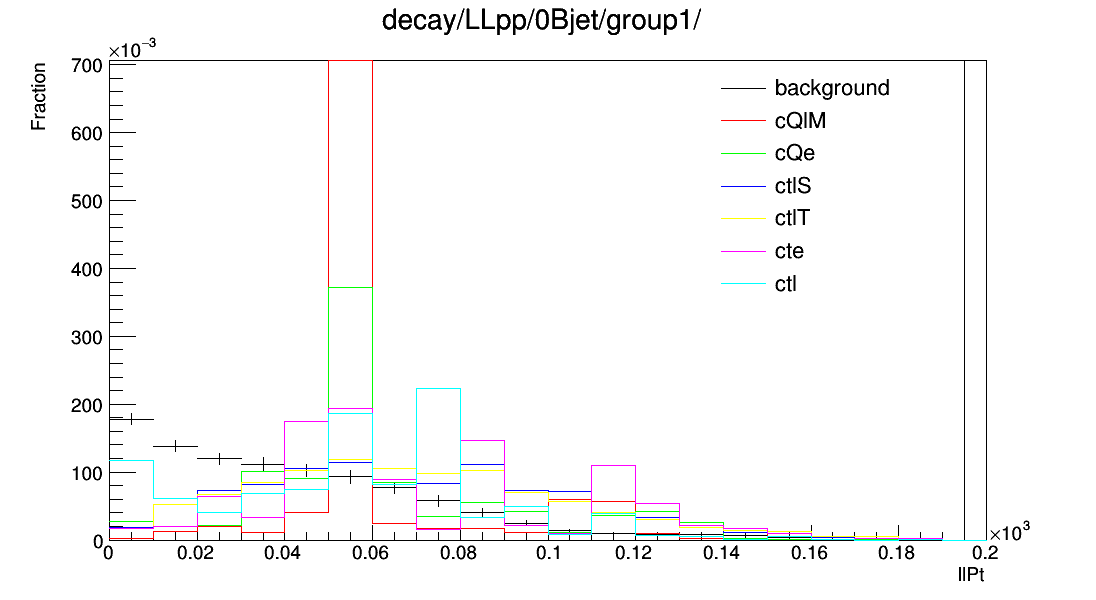 decay/LLpp/0Bjet/group1/
×10⁻³
Fraction
700
600
500
400
300
200
100
0
background
cQlM
cQe
ctlS
ctlT
cte
ctl
0 0.02 0.04 0.06 0.08 0.1 0.12 0.14 0.16 0.18 0.2
×10³
llPt